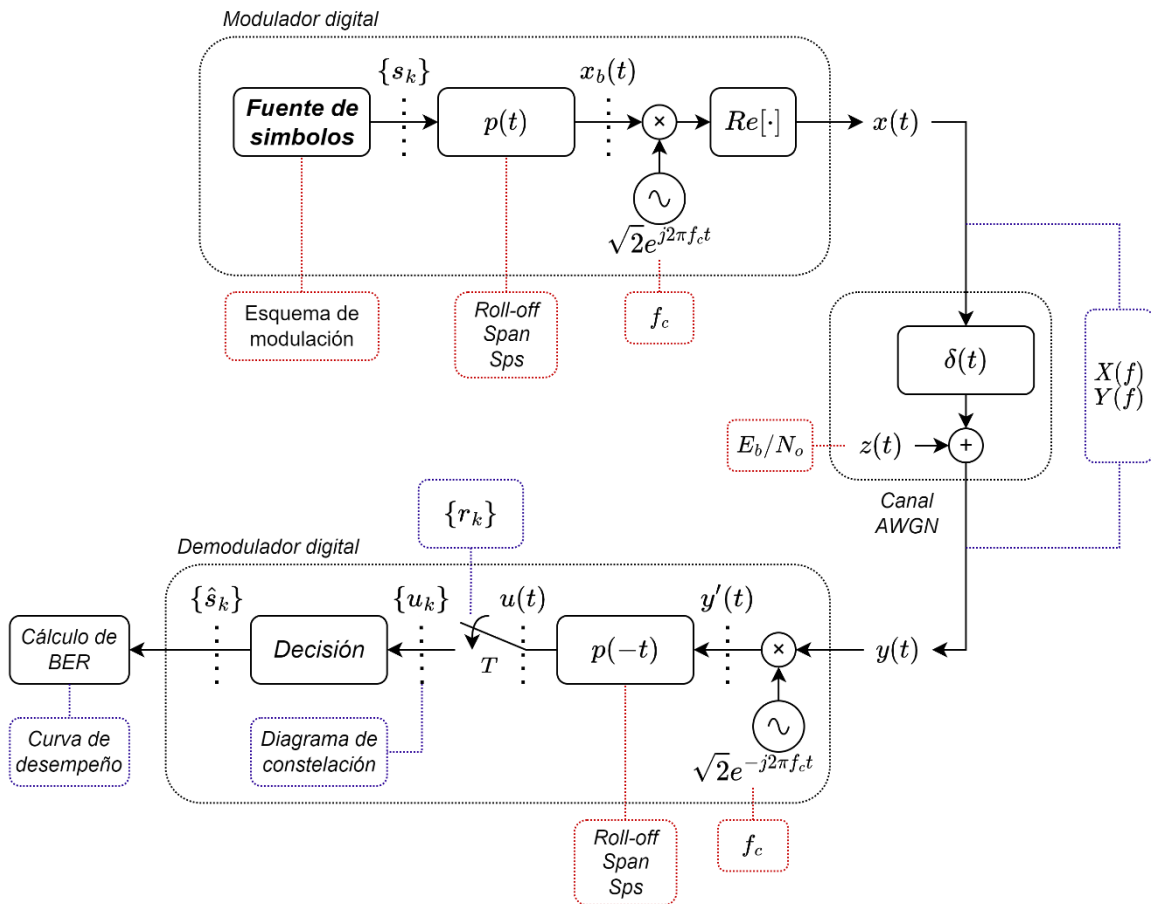 Modulador digital
{s_k}
x_b(t)
Fuente de
simbolos
p(t)
×
Re[·]
x(t)
√2e^{j2πf_ct}
Esquema de
modulación
Roll-off
Span
Sps
f_c
δ(t)
X(f)
Y(f)
E_b/N_o
z(t)
+
Canal
AWGN
{r_k}
Demodulador digital
{ŝ_k}
{u_k}
u(t)
y′(t)
Cálculo de
BER
Decisión
T
p(−t)
×
y(t)
Curva de
desempeño
Diagrama de
constelación
√2e^{−j2πf_ct}
Roll-off
Span
Sps
f_c